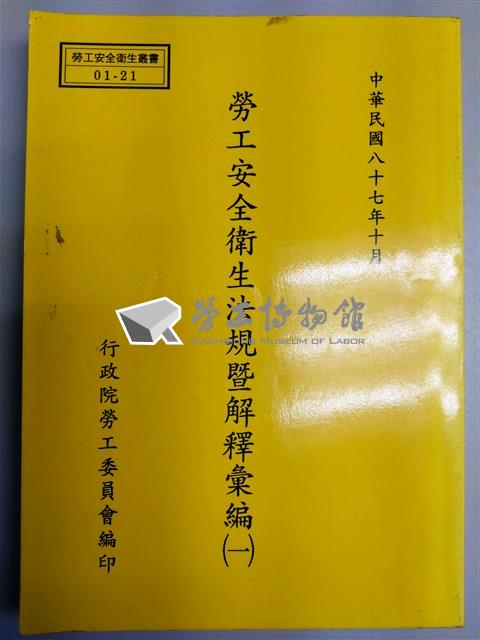 勞工安全衛生叢書
01-21
中華民國八十七年十月
勞工安全衛生法規暨解釋彙編(一)
行政院勞工委員會編印
勞工博物館
KAOHSIUNG MUSEUM OF LABOR